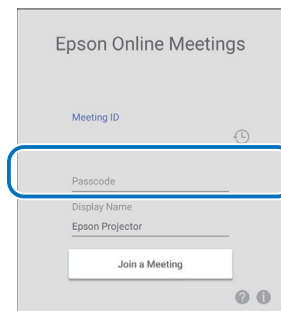 Epson Online Meetings
Meeting ID
Passcode
Display Name
Epson Projector
Join a Meeting